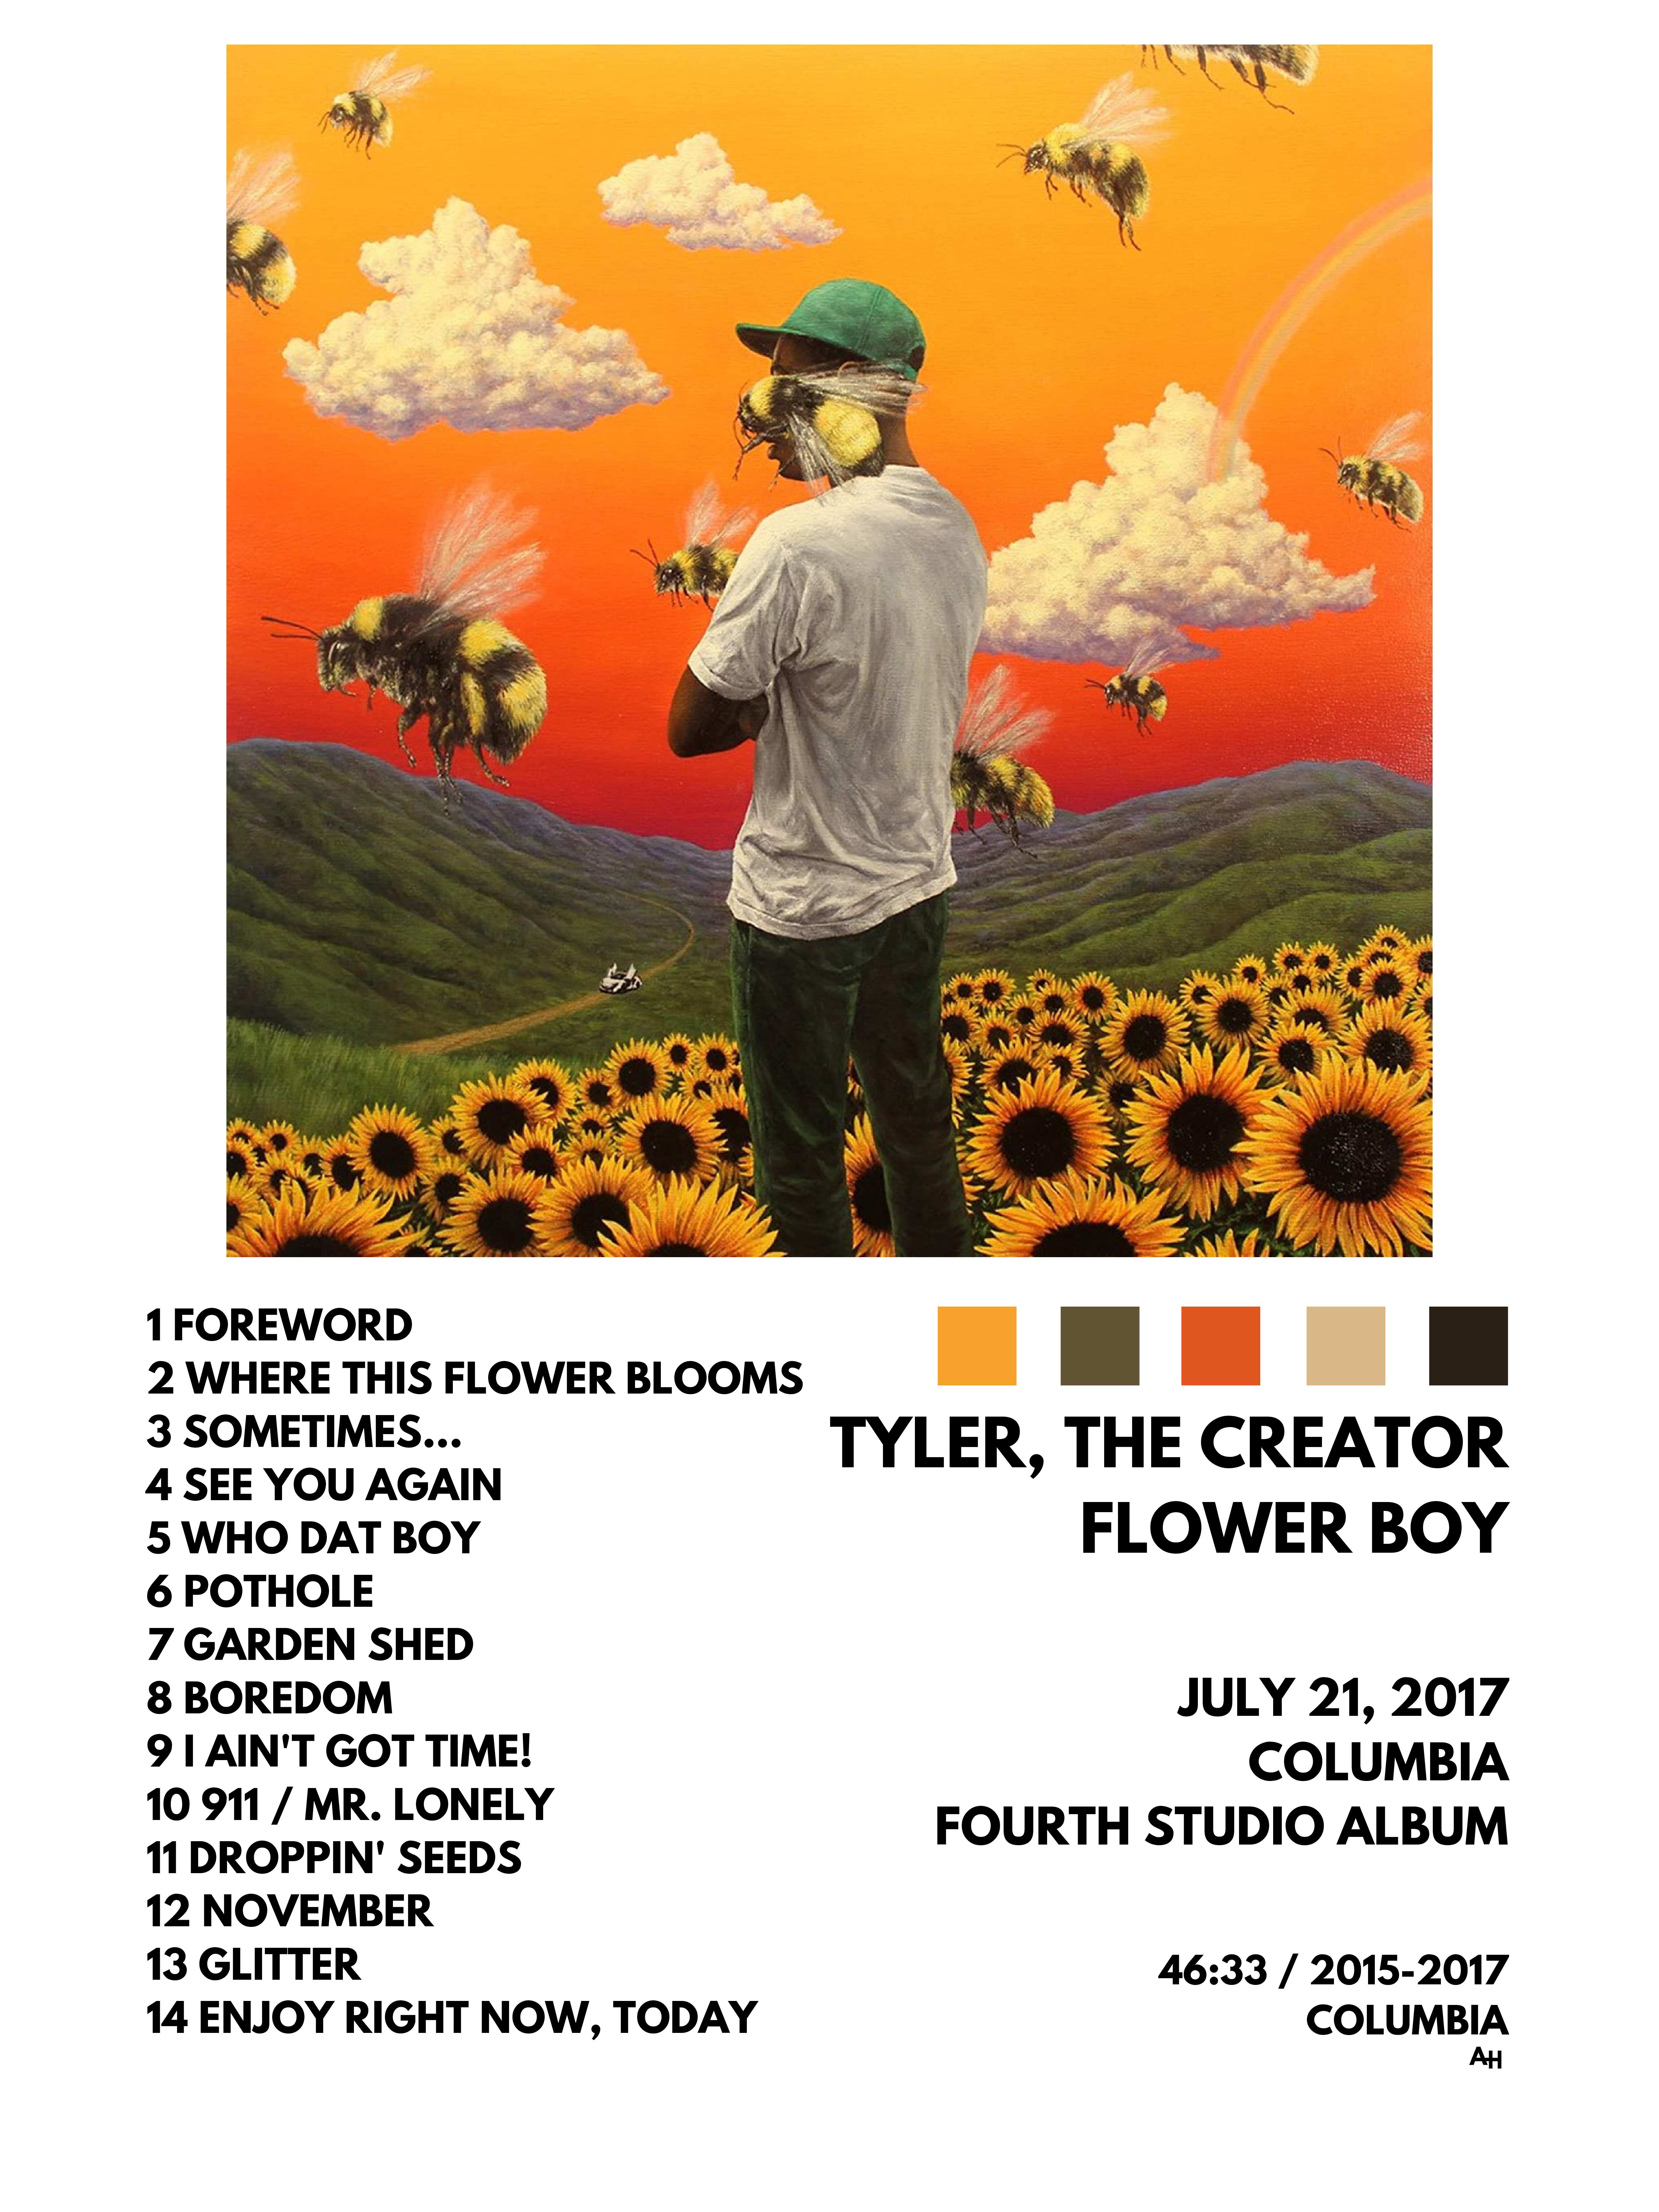 1 FOREWORD
2 WHERE THIS FLOWER BLOOMS
3 SOMETIMES...
4 SEE YOU AGAIN
5 WHO DAT BOY
6 POTHOLE
7 GARDEN SHED
8 BOREDOM
9 I AIN'T GOT TIME!
10 911 / MR. LONELY
11 DROPPIN' SEEDS
12 NOVEMBER
13 GLITTER
14 ENJOY RIGHT NOW, TODAY
TYLER, THE CREATOR
FLOWER BOY
JULY 21, 2017
COLUMBIA
FOURTH STUDIO ALBUM
46:33 / 2015-2017
COLUMBIA
AH